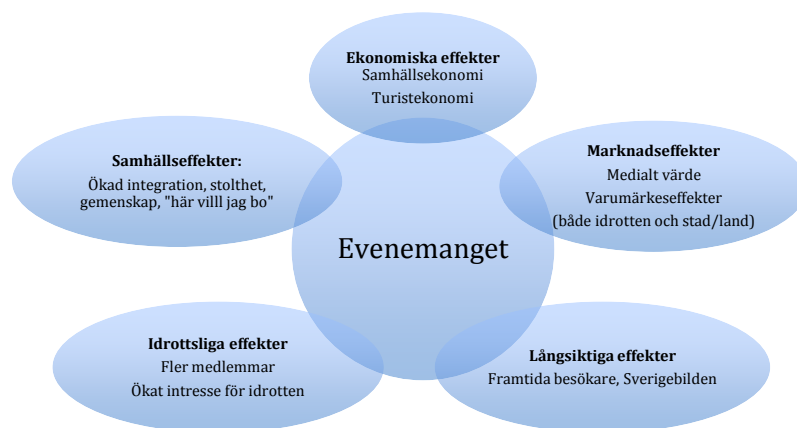 Ekonomiska effekter
Samhällsekonomi
Turistekonomi
Samhällseffekter:
Ökad integration, stolthet,
gemenskap, "här villl jag bo"
Marknadseffekter
Medialt värde
Varumärkeseffekter
(både idrotten och stad/land)
Evenemanget
Idrottsliga effekter
Fler medlemmar
Ökat intresse för idrotten
Långsiktiga effekter
Framtida besökare, Sverigebilden